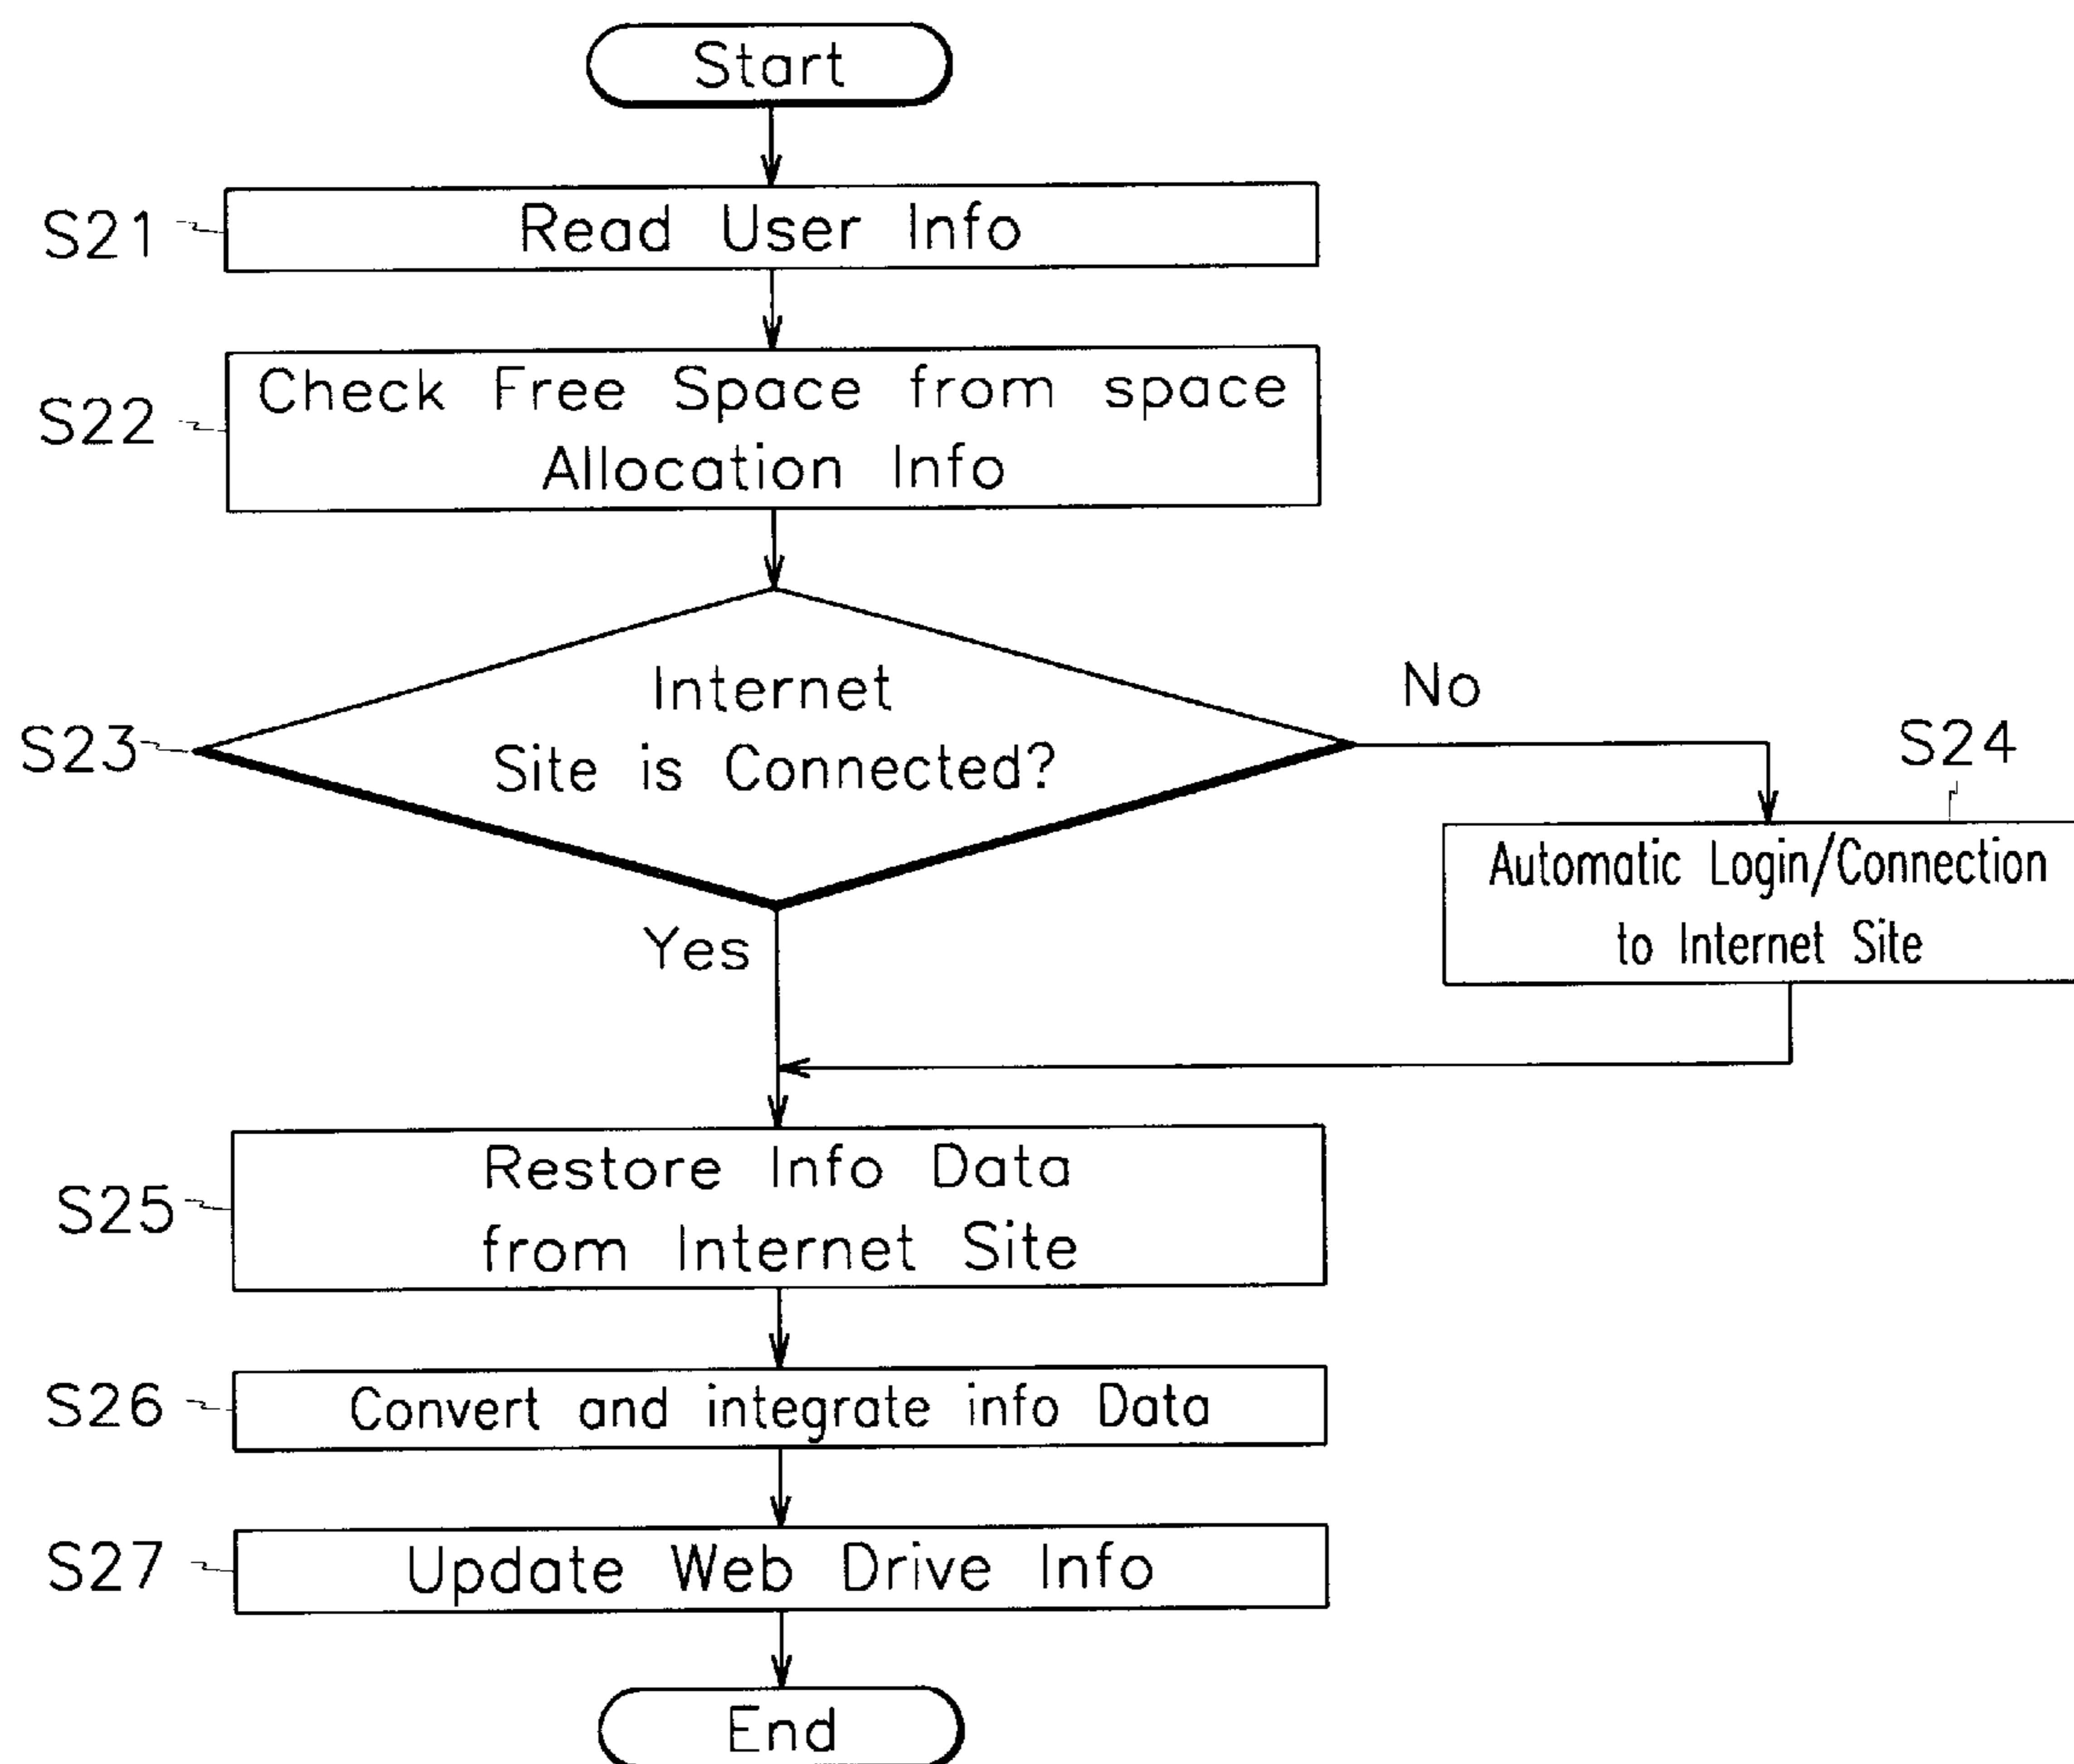 Start
S21
Read User Info
S22
Check Free Space from space
Allocation Info
S23
Internet
Site is Connected?
No
S24
Automatic Login/Connection
to Internet Site
Yes
S25
Restore Info Data
from Internet Site
S26
Convert and integrate info Data
S27
Update Web Drive Info
End